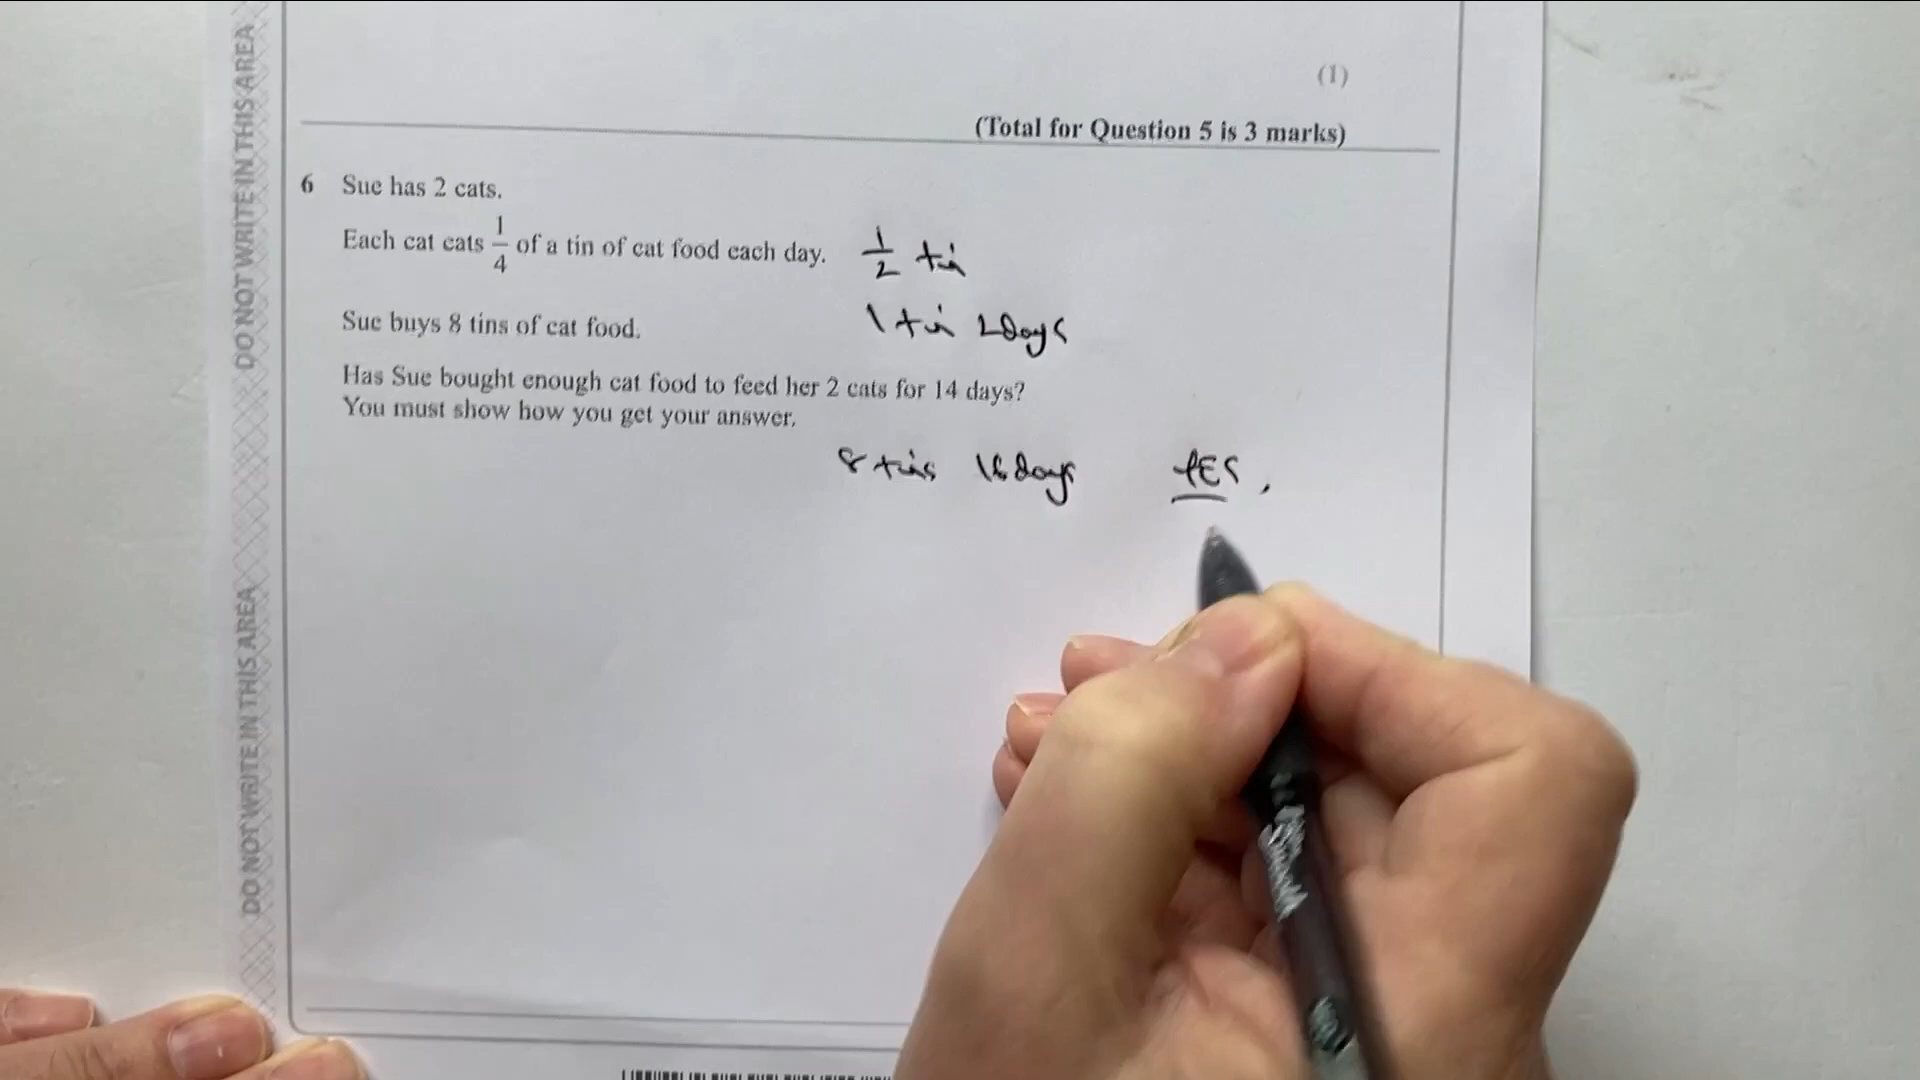 (1)
(Total for Question 5 is 3 marks)
6 Sue has 2 cats.
Each cat eats 1/4 of a tin of cat food each day. 1/2 tin
Sue buys 8 tins of cat food. 1 tin 2 days
Has Sue bought enough cat food to feed her 2 cats for 14 days?
You must show how you get your answer.
8 tins 16 days YES,
DO NOT WRITE IN THIS AREA
DO NOT WRITE IN THIS AREA